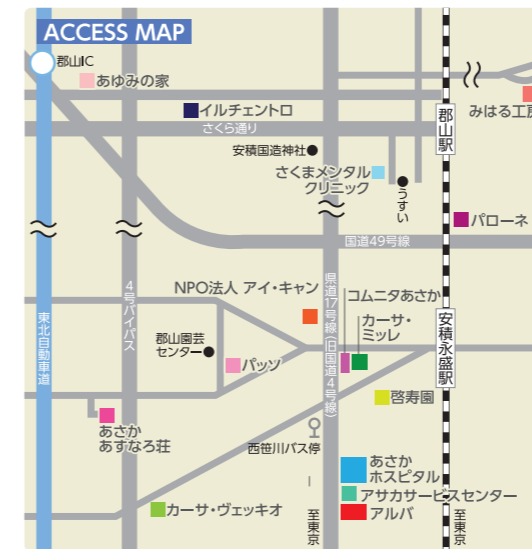 ACCESS MAP
郡山IC
あゆみの家
イルチェントロ
さくら通り
安積国造神社
さくまメンタル
クリニック
うすい
郡山駅
みはる工房
パローネ
国道49号線
4号バイパス
東北自動車道
NPO法人 アイ・キャン
県道17号線(旧国道4号線)
コムニタあさか
カーサ・
ミッレ
安積永盛駅
郡山園芸
センター
パッソ
啓寿園
あさか
あすなろ荘
西笹川バス停
あさか
ホスピタル
アサカサービスセンター
アルバ
カーサ・ヴェッキオ
至東京
至東京